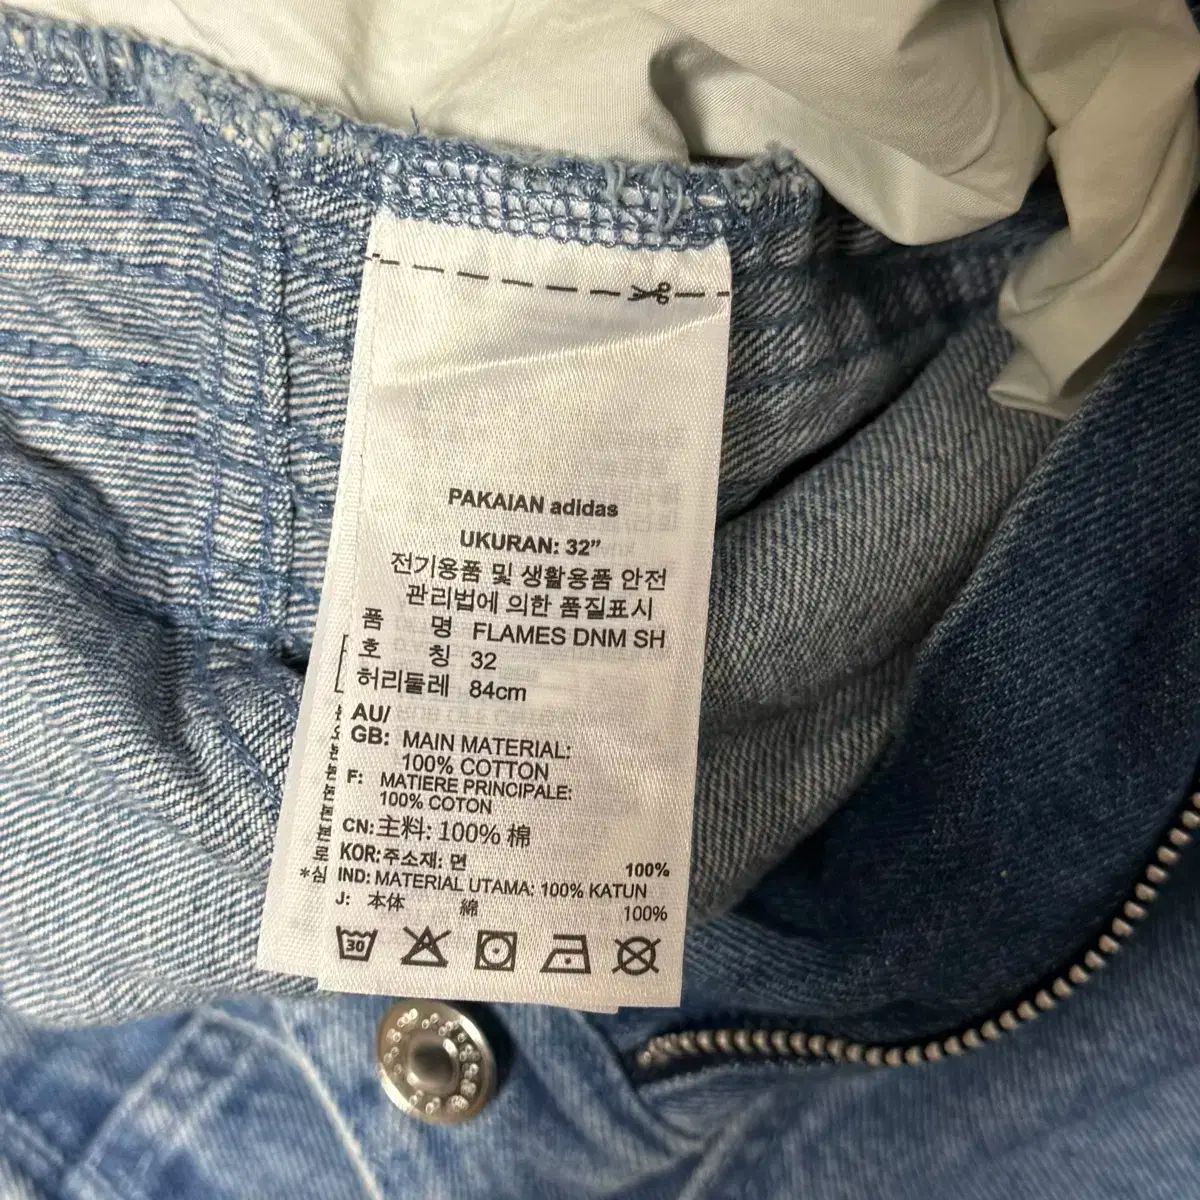 PAKAIAN adidas
UKURAN: 32”
전기용품 및 생활용품 안전
관리법에 의한 품질표시
품 명 FLAMES DNM SH
호 칭 32
허리둘레 84cm
AU/
GB: MAIN MATERIAL:
100% COTTON
F: MATIERE PRINCIPALE:
100% COTON
CN:主料: 100% 棉
KOR:주소재: 면 100%
IND: MATERIAL UTAMA: 100% KATUN
J: 本体 綿 100%
로
*심
30